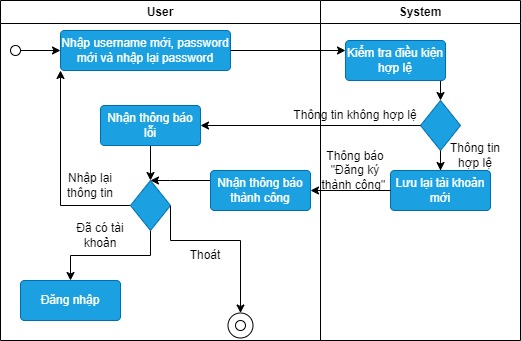 User
System
Nhập username mới, password
mới và nhập lại password
Kiểm tra điều kiện
hợp lệ
Nhận thông báo
lỗi
Thông tin không hợp lệ
Thông tin
hợp lệ
Thông báo
"Đăng ký
thành công"
Nhập lại
thông tin
Nhận thông báo
thành công
Lưu lại tài khoản
mới
Đã có tài
khoản
Thoát
Đăng nhập